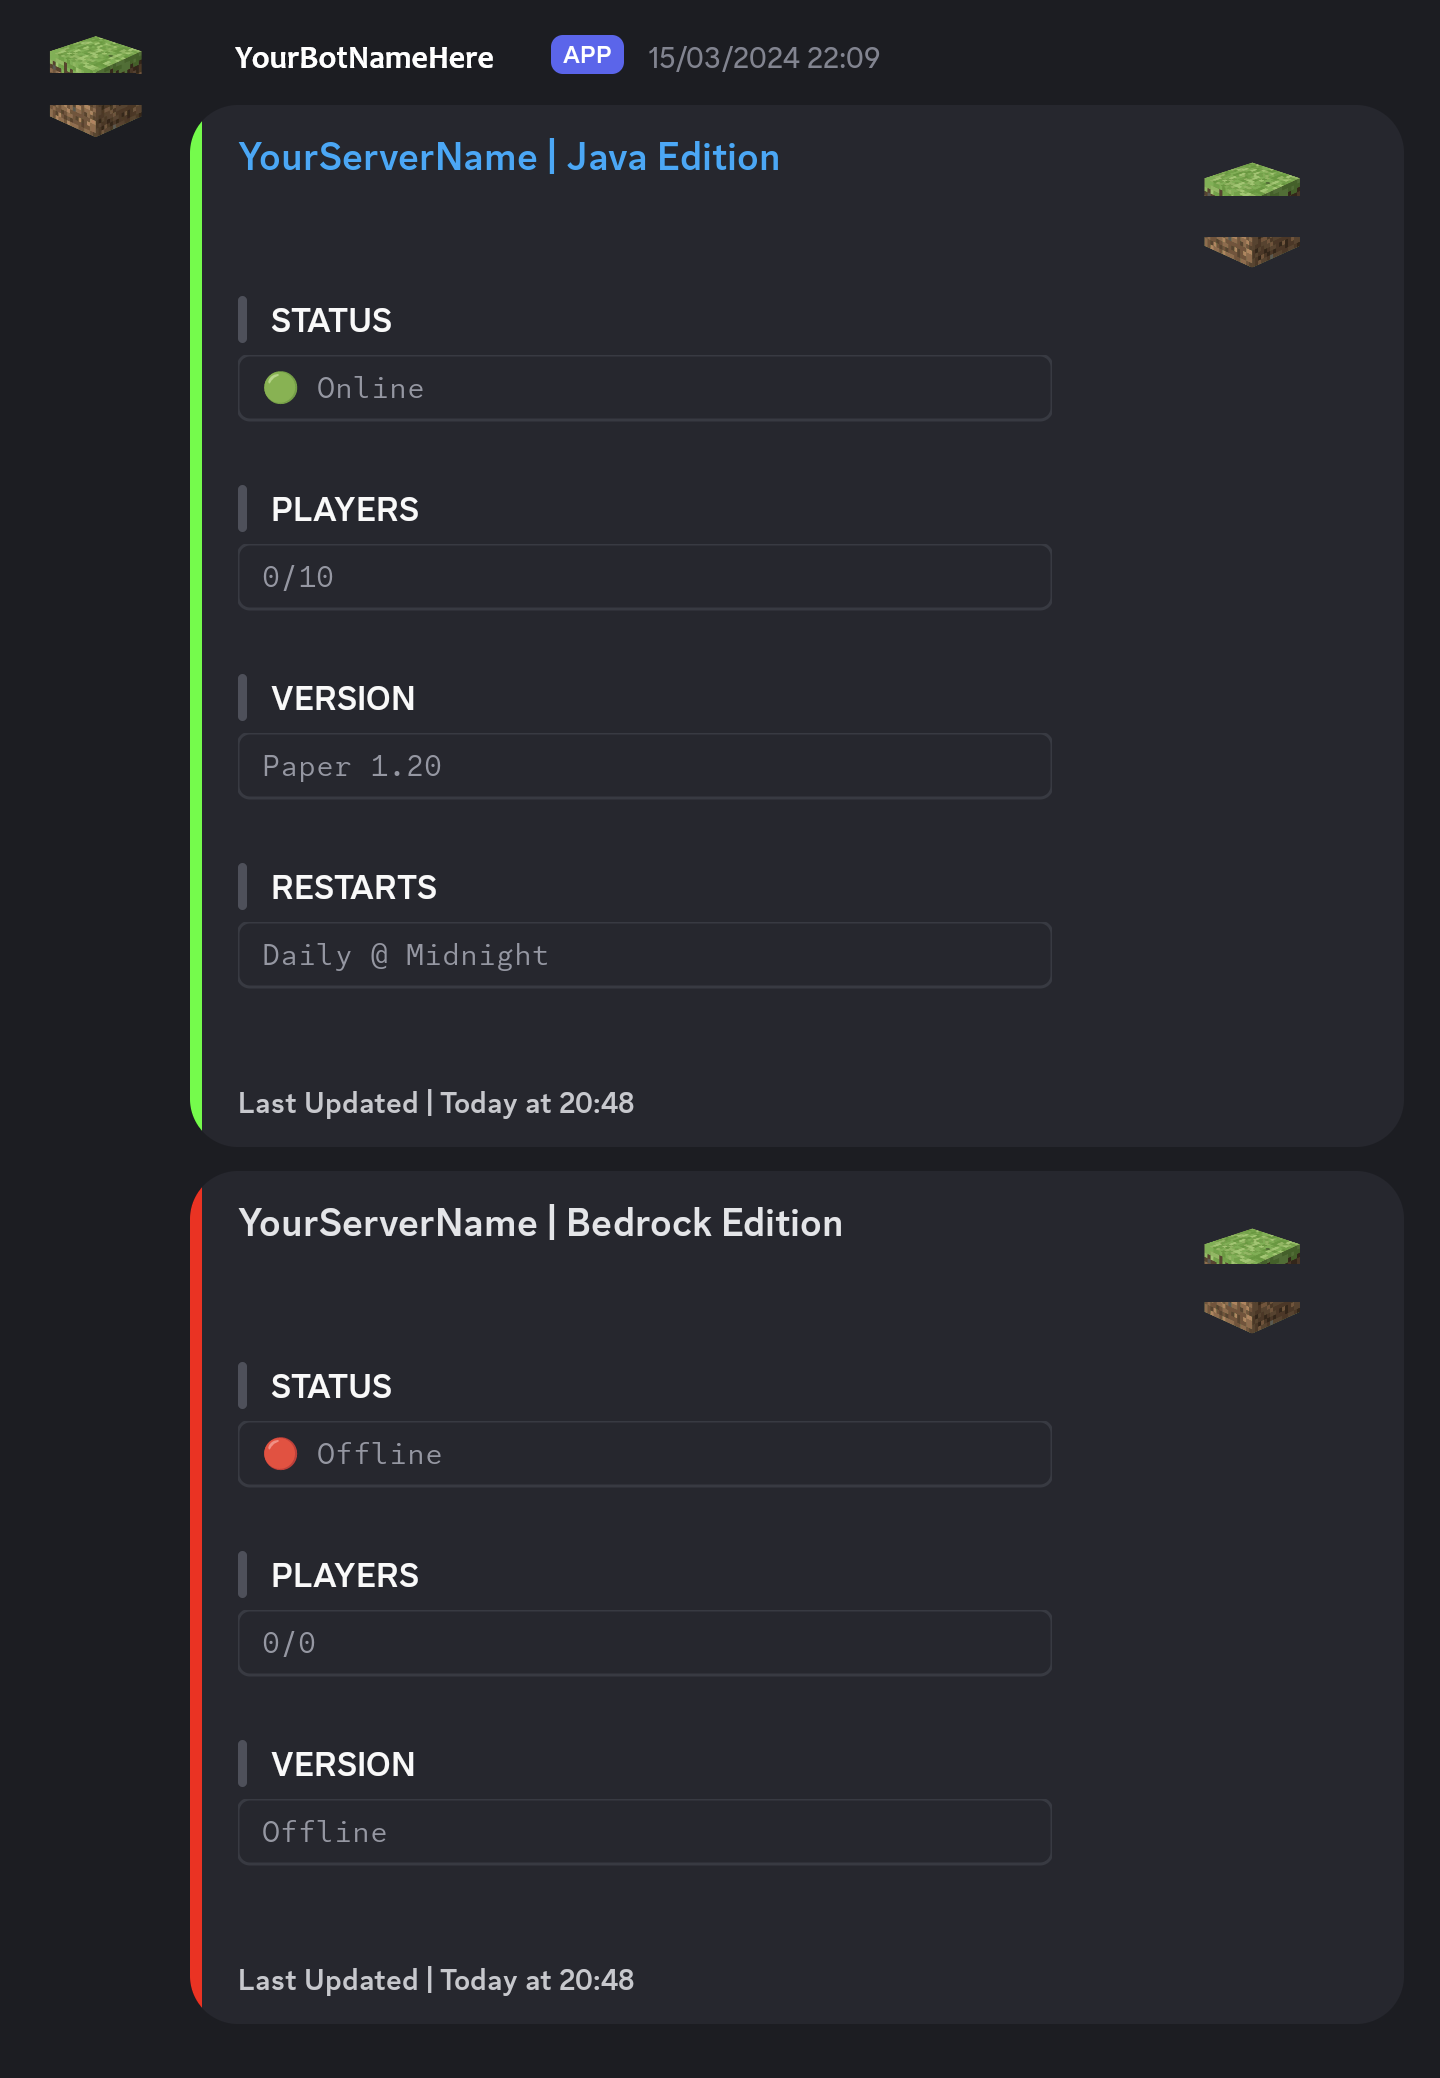 YourBotNameHere APP 15/03/2024 22:09
YourServerName | Java Edition
STATUS
🟢 Online
PLAYERS
0/10
VERSION
Paper 1.20
RESTARTS
Daily @ Midnight
Last Updated | Today at 20:48
YourServerName | Bedrock Edition
STATUS
🔴 Offline
PLAYERS
0/0
VERSION
Offline
Last Updated | Today at 20:48